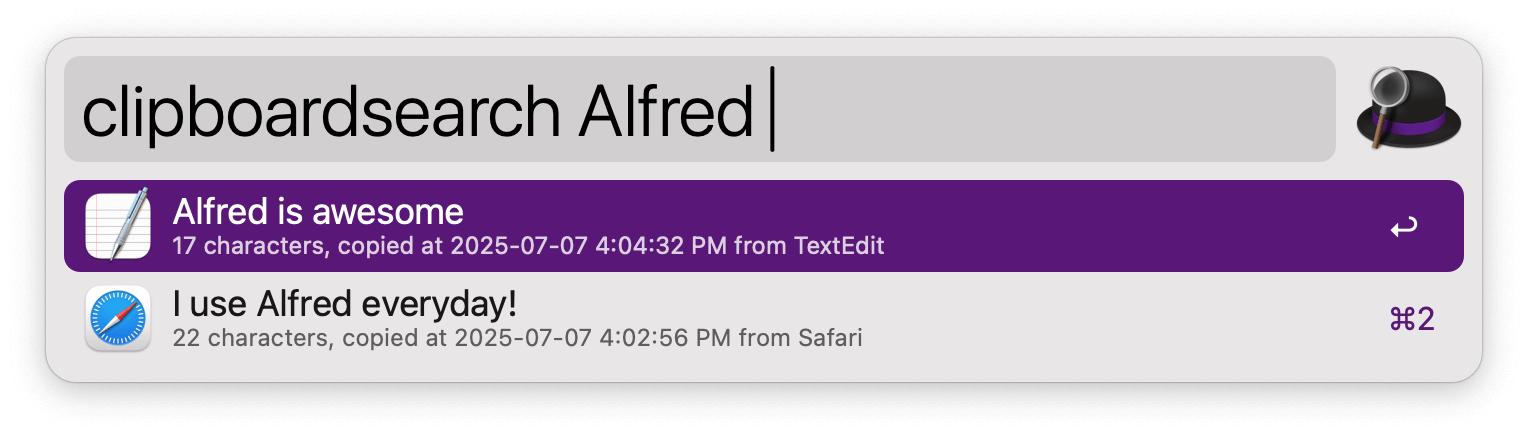 clipboardsearch Alfred
Alfred is awesome
17 characters, copied at 2025-07-07 4:04:32 PM from TextEdit
↩
I use Alfred everyday!
22 characters, copied at 2025-07-07 4:02:56 PM from Safari
⌘2